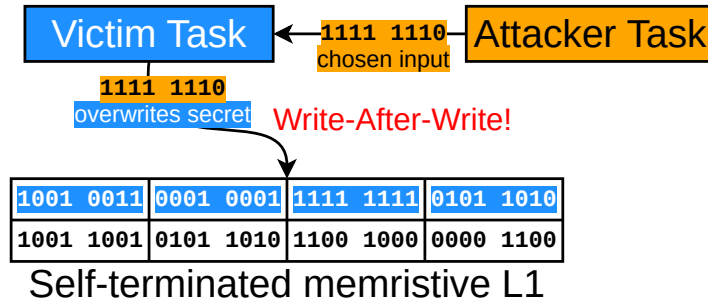 Victim Task
1111 1110
chosen input
Attacker Task
1111 1110
overwrites secret
Write-After-Write!
1001 0011 0001 0001 1111 1111 0101 1010
1001 1001 0101 1010 1100 1000 0000 1100
Self-terminated memristive L1